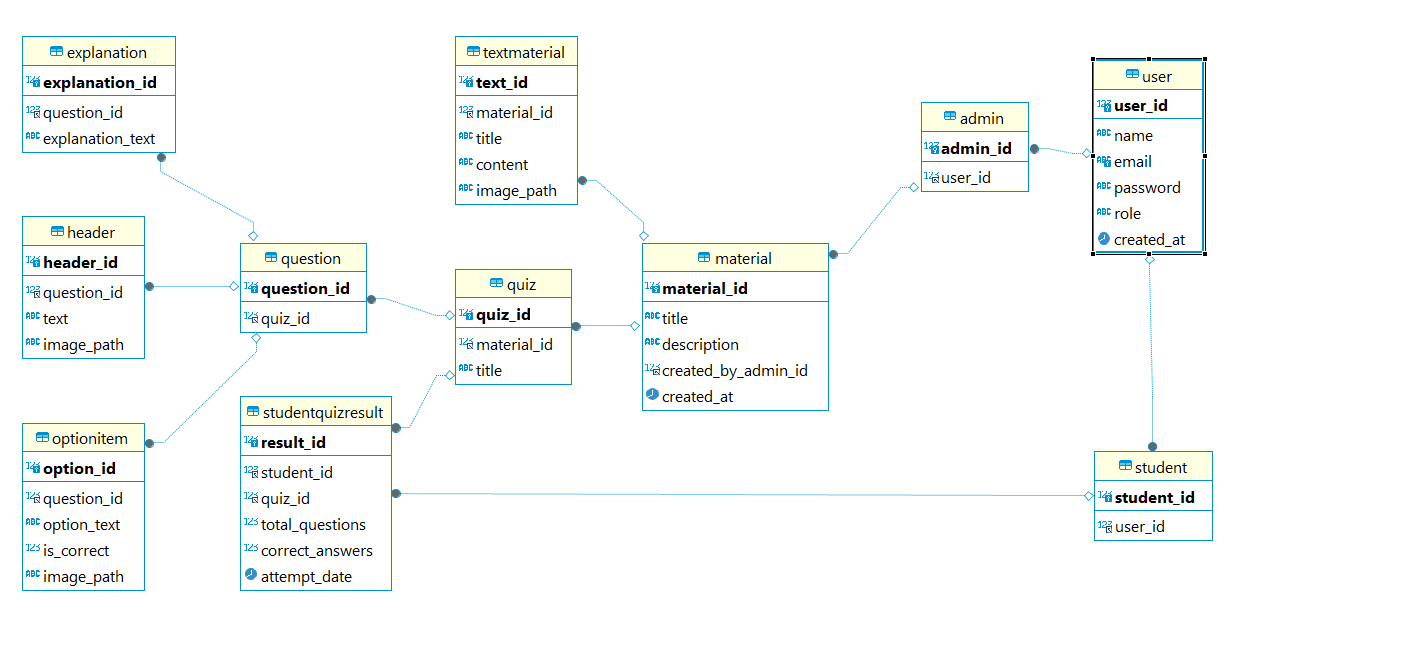 explanation
explanation_id
question_id
explanation_text
header
header_id
question_id
text
image_path
optionitem
option_id
question_id
option_text
is_correct
image_path
question
question_id
quiz_id
studentquizresult
result_id
student_id
quiz_id
total_questions
correct_answers
attempt_date
textmaterial
text_id
material_id
title
content
image_path
quiz
quiz_id
material_id
title
material
material_id
title
description
created_by_admin_id
created_at
admin
admin_id
user_id
user
user_id
name
email
password
role
created_at
student
student_id
user_id